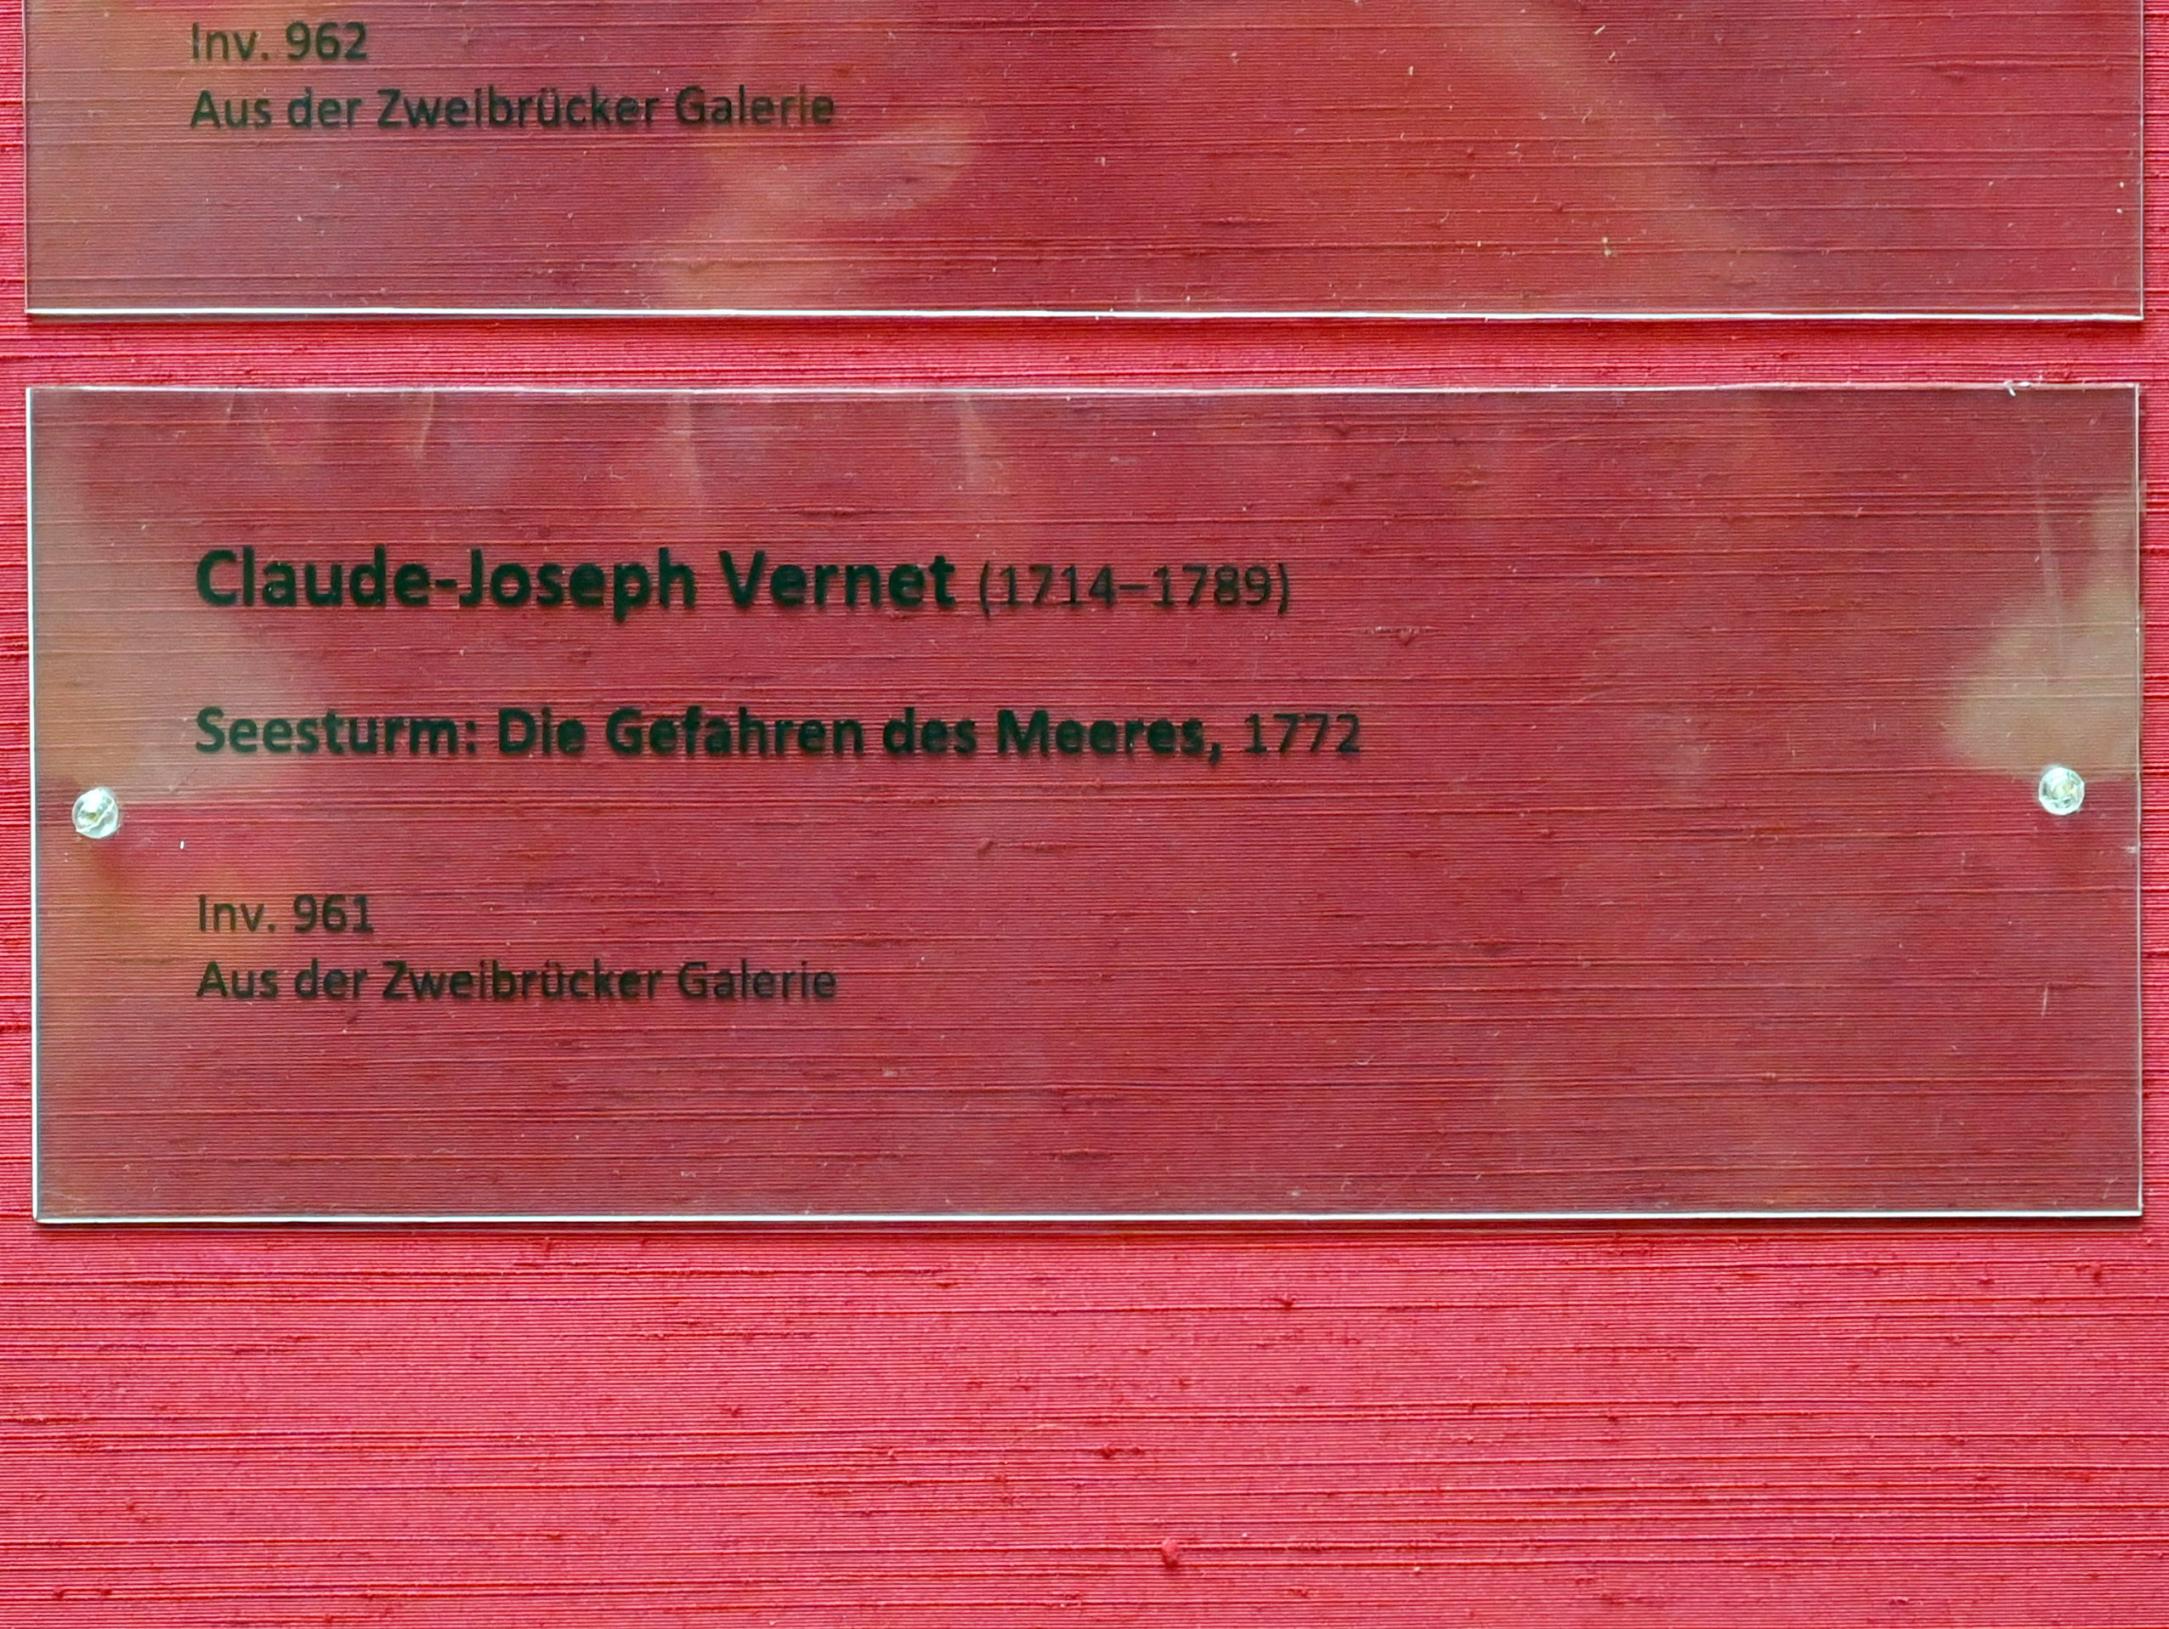 Inv. 962
Aus der Zweibrücker Galerie
Claude-Joseph Vernet (1714–1789)
Seesturm: Die Gefahren des Meeres, 1772
Inv. 961
Aus der Zweibrücker Galerie